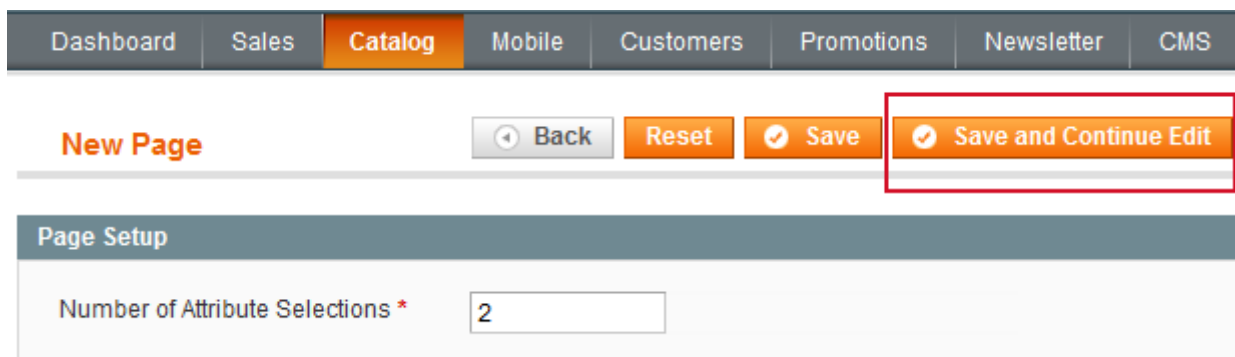 Dashboard Sales Catalog Mobile Customers Promotions Newsletter CMS
New Page Back Reset Save Save and Continue Edit
Page Setup
Number of Attribute Selections * 2